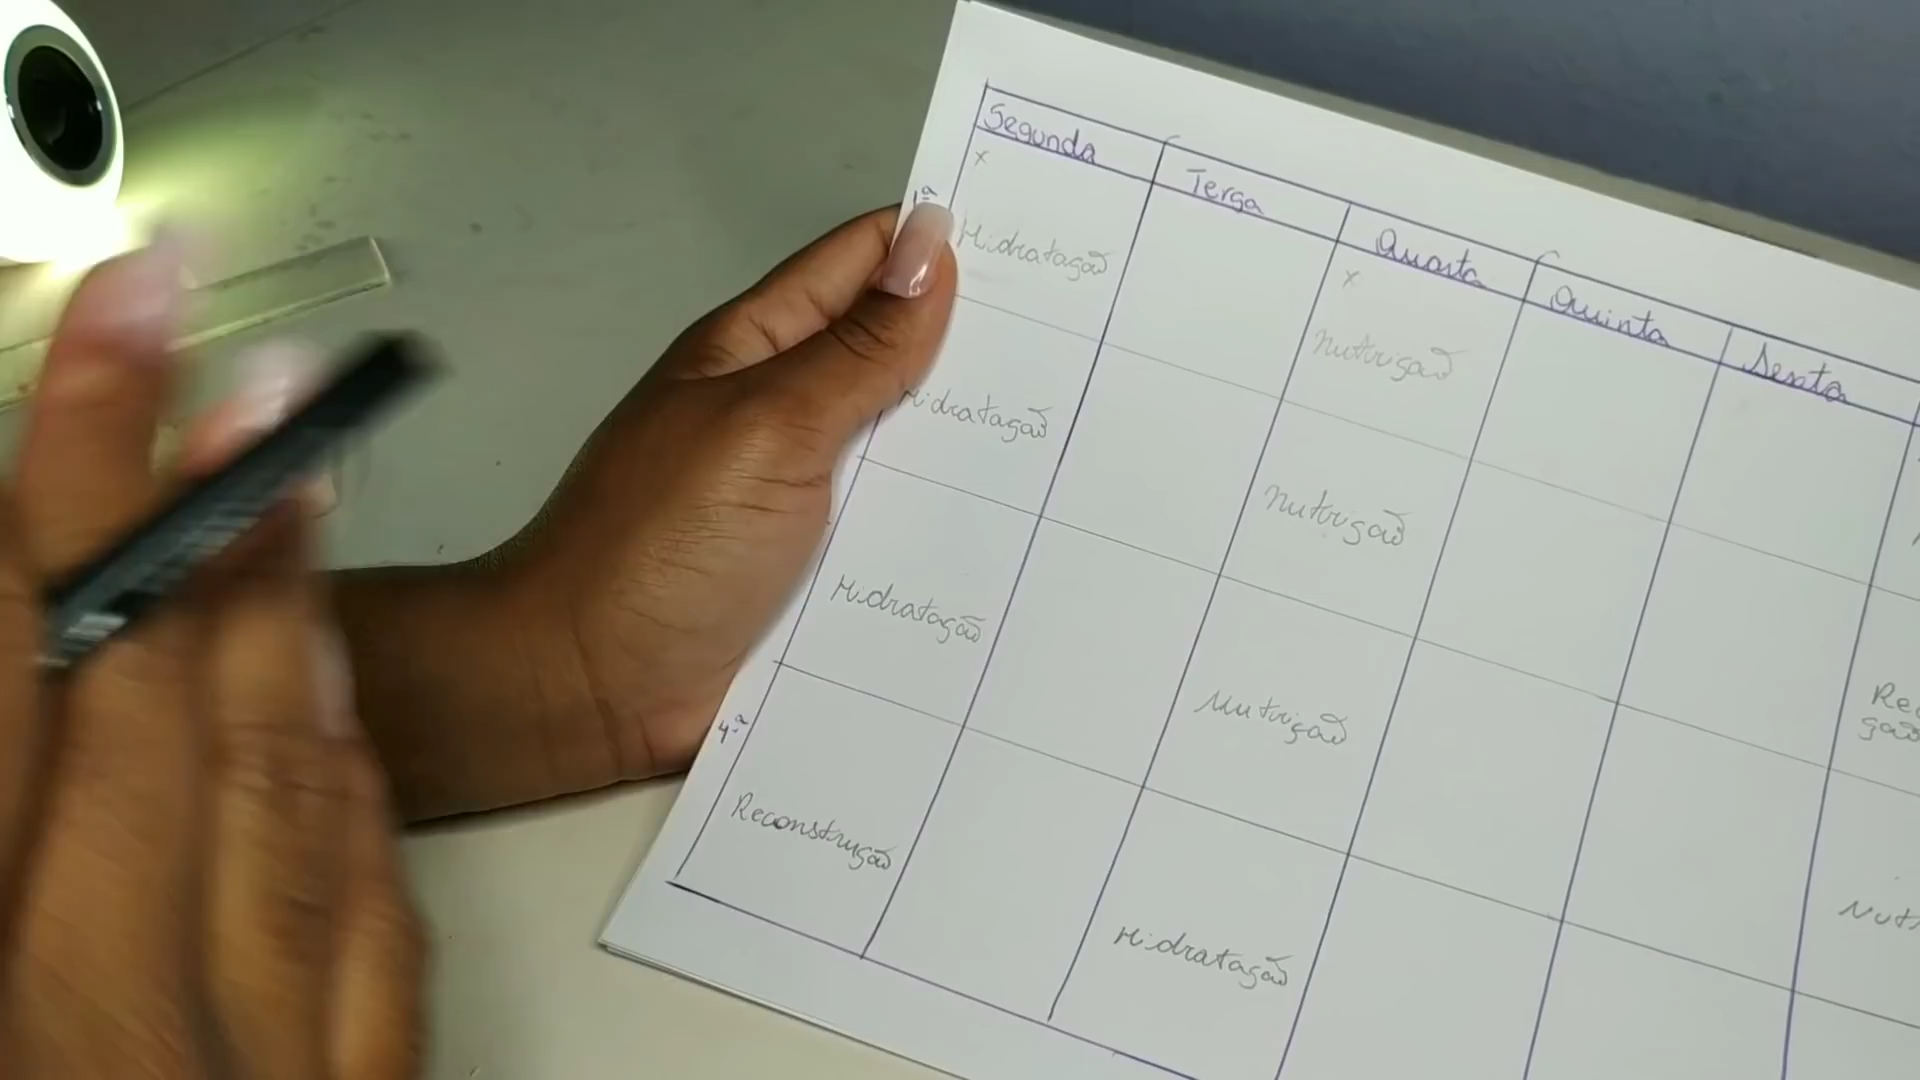 Segunda
Terça
Quarta
Quinta
Sexta
x
x
1ª
Hidratação
Nutrição
Hidratação
Nutrição
Hidratação
Nutrição
4ª
Reconstrução
Hidratação